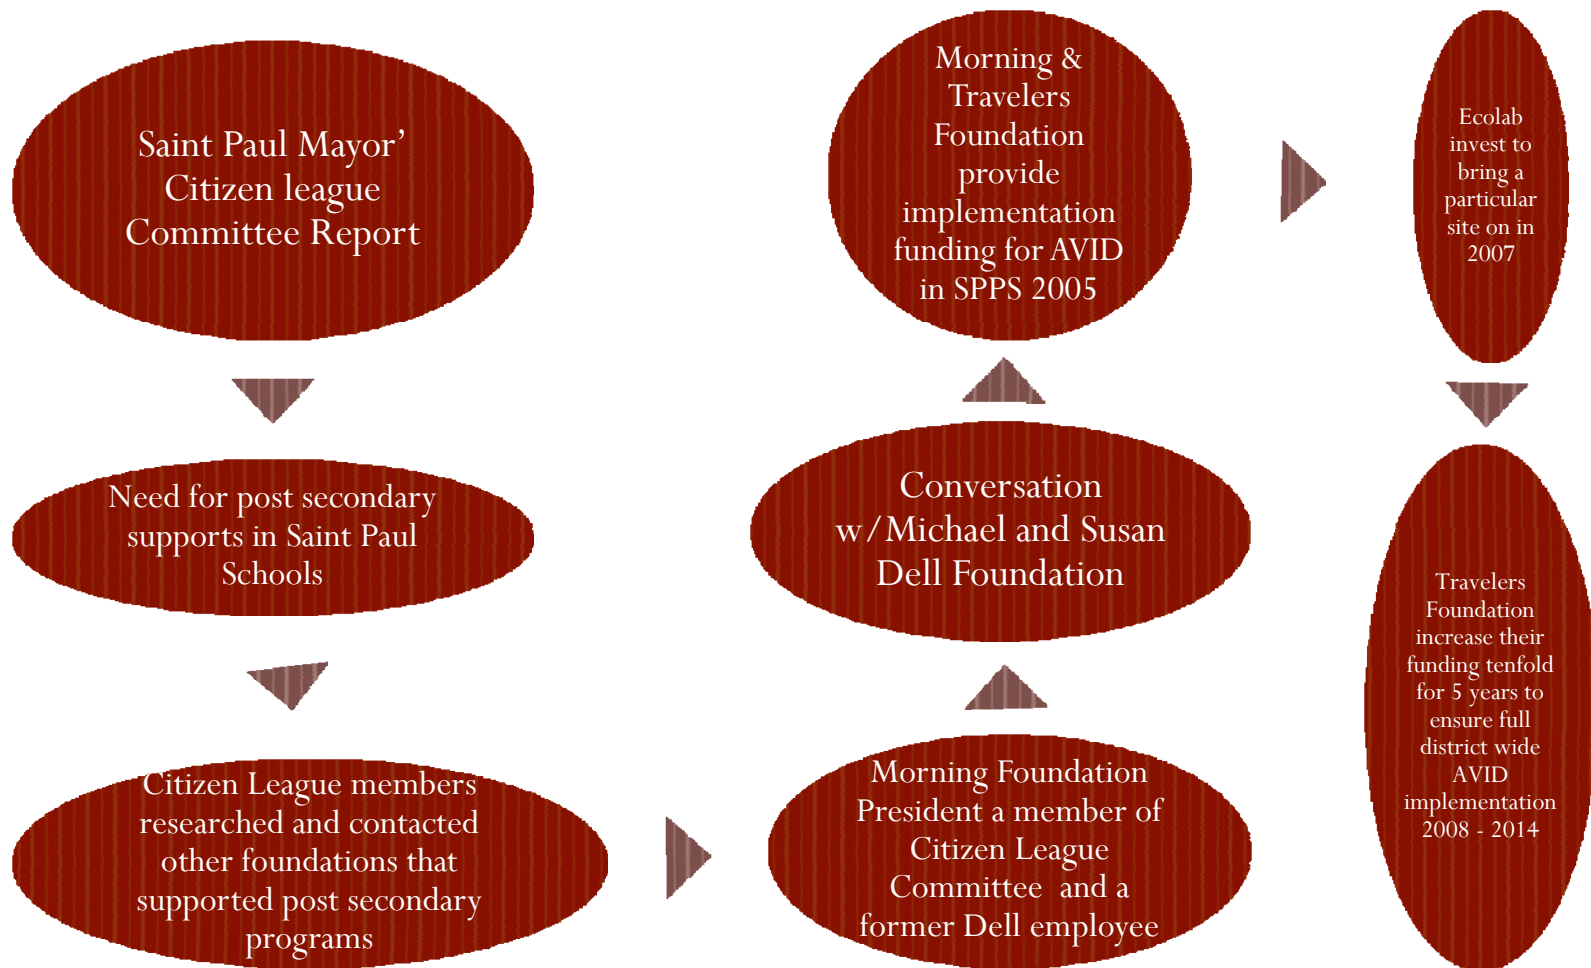 Saint Paul Mayor’
Citizen league
Committee Report
Need for post secondary
supports in Saint Paul
Schools
Citizen League members
researched and contacted
other foundations that
supported post secondary
programs
Morning Foundation
President a member of
Citizen League
Committee  and a
former Dell employee
Conversation
w/Michael and Susan
Dell Foundation
Morning &
Travelers
Foundation
provide
implementation
funding for AVID
in SPPS 2005
Ecolab
invest to
bring a
particular
site on in
2007
Travelers
Foundation
increase their
funding tenfold
for 5 years to
ensure full
district wide
AVID
implementation
2008 - 2014